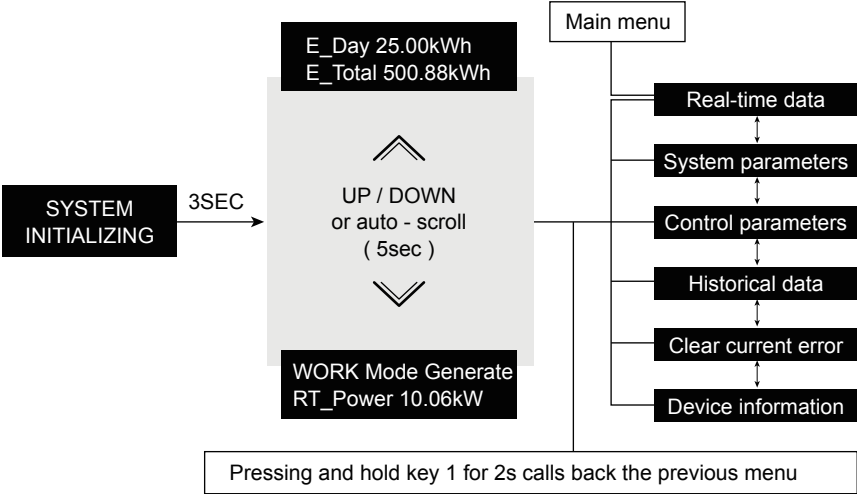 Main menu
E_Day 25.00kWh
E_Total 500.88kWh
Real-time data
System parameters
SYSTEM
INITIALIZING
3SEC
UP / DOWN
or auto - scroll
( 5sec )
Control parameters
Historical data
Clear current error
WORK Mode Generate
RT_Power 10.06kW
Device information
Pressing and hold key 1 for 2s calls back the previous menu